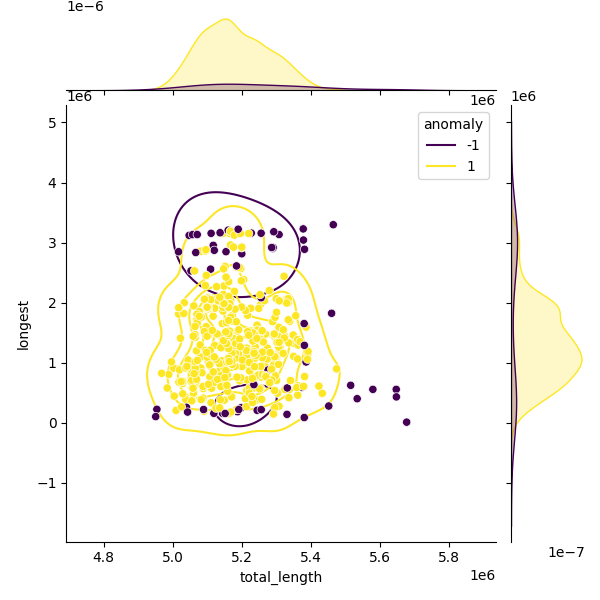 1e−6
1e6
1e6
1e6
anomaly
-1
1
5
4
3
2
1
0
−1
longest
4.8 5.0 5.2 5.4 5.6 5.8
total_length
1e6
1e−7